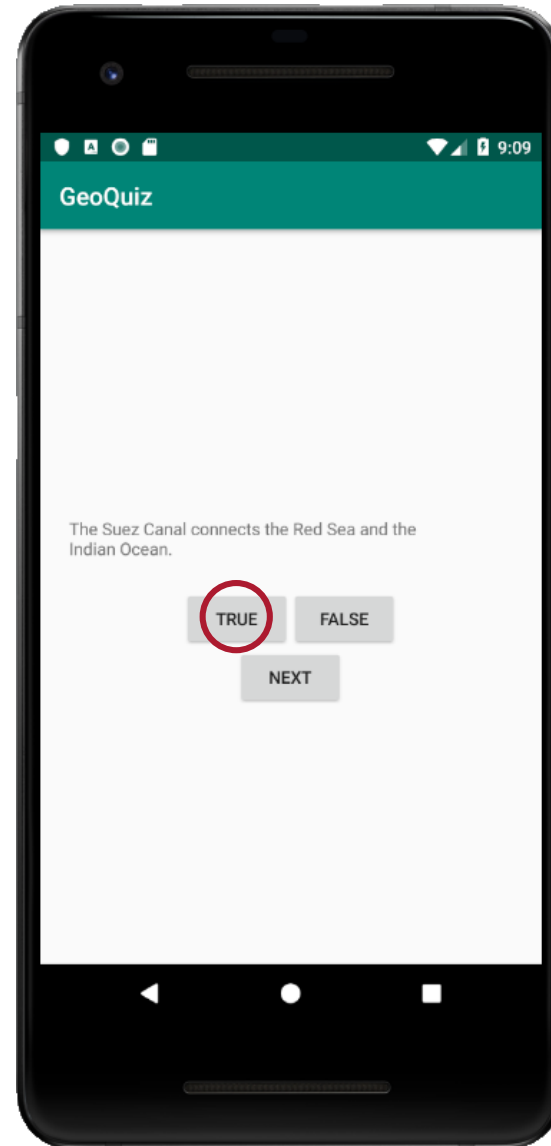 9:09
GeoQuiz
The Suez Canal connects the Red Sea and the
Indian Ocean.
TRUE FALSE
NEXT